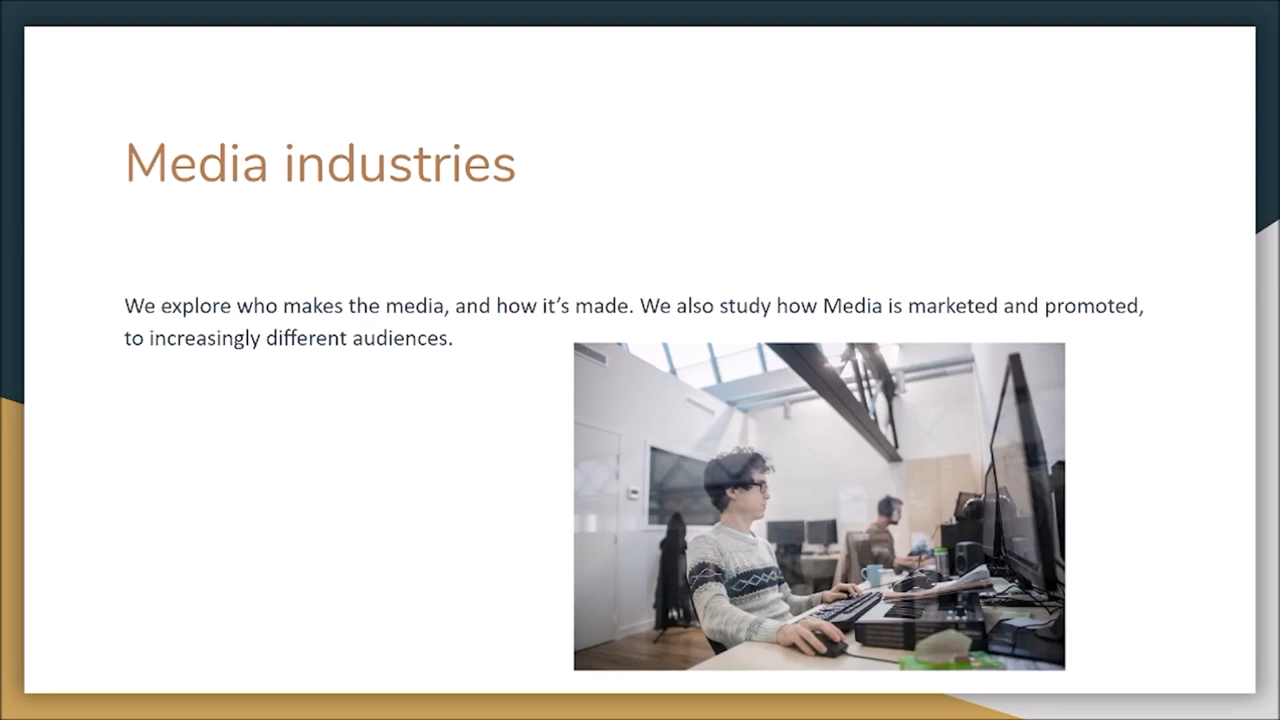 Media industries
We explore who makes the media, and how it’s made. We also study how Media is marketed and promoted,
to increasingly different audiences.